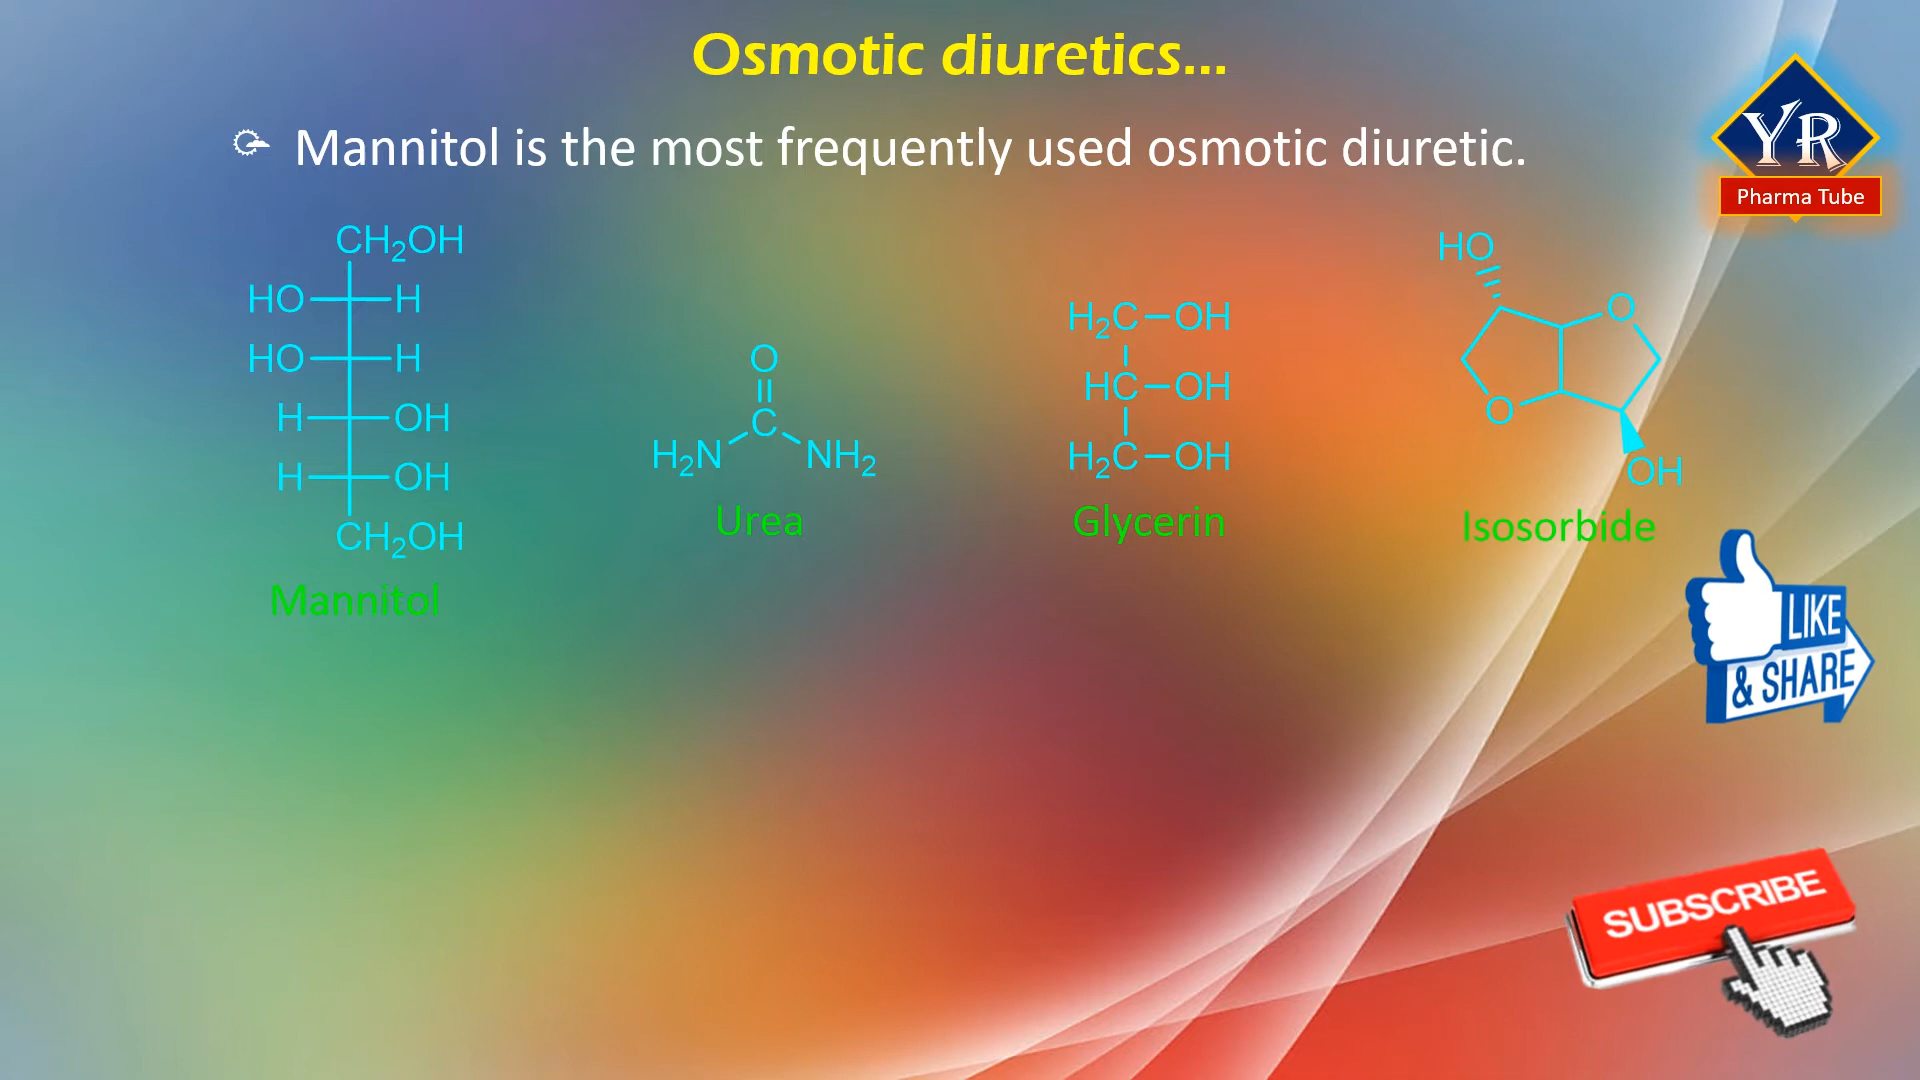 Osmotic diuretics...
Mannitol is the most frequently used osmotic diuretic.
YR
Pharma Tube
CH₂OH
HO H
HO H
H OH
H OH
CH₂OH
Mannitol
O
C
H₂N NH₂
Urea
H₂C–OH
HC–OH
H₂C–OH
Glycerin
HO
O
O
OH
Isosorbide
LIKE
& SHARE
SUBSCRIBE